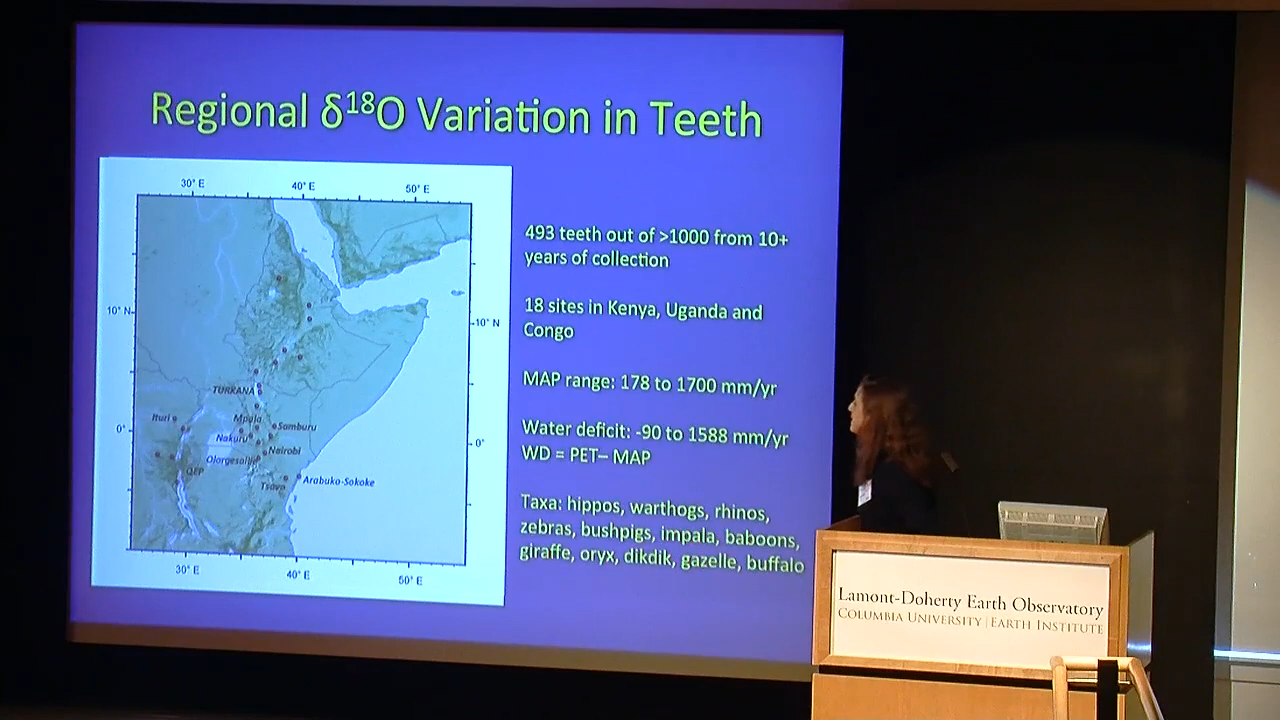 Regional δ¹⁸O Variation in Teeth
30° E 40° E 50° E
10° N
10° N
TURKANA
Ituri
Mpala
Samburu
0°
Nakuru
0°
Nairobi
Olorgesailie
QEP
Tsavo
Arabuko-Sokoke
30° E 40° E 50° E
493 teeth out of >1000 from 10+
years of collection
18 sites in Kenya, Uganda and
Congo
MAP range: 178 to 1700 mm/yr
Water deficit: -90 to 1588 mm/yr
WD = PET– MAP
Taxa: hippos, warthogs, rhinos,
zebras, bushpigs, impala, baboons,
giraffe, oryx, dikdik, gazelle, buffalo
Lamont-Doherty Earth Observatory
COLUMBIA UNIVERSITY | EARTH INSTITUTE